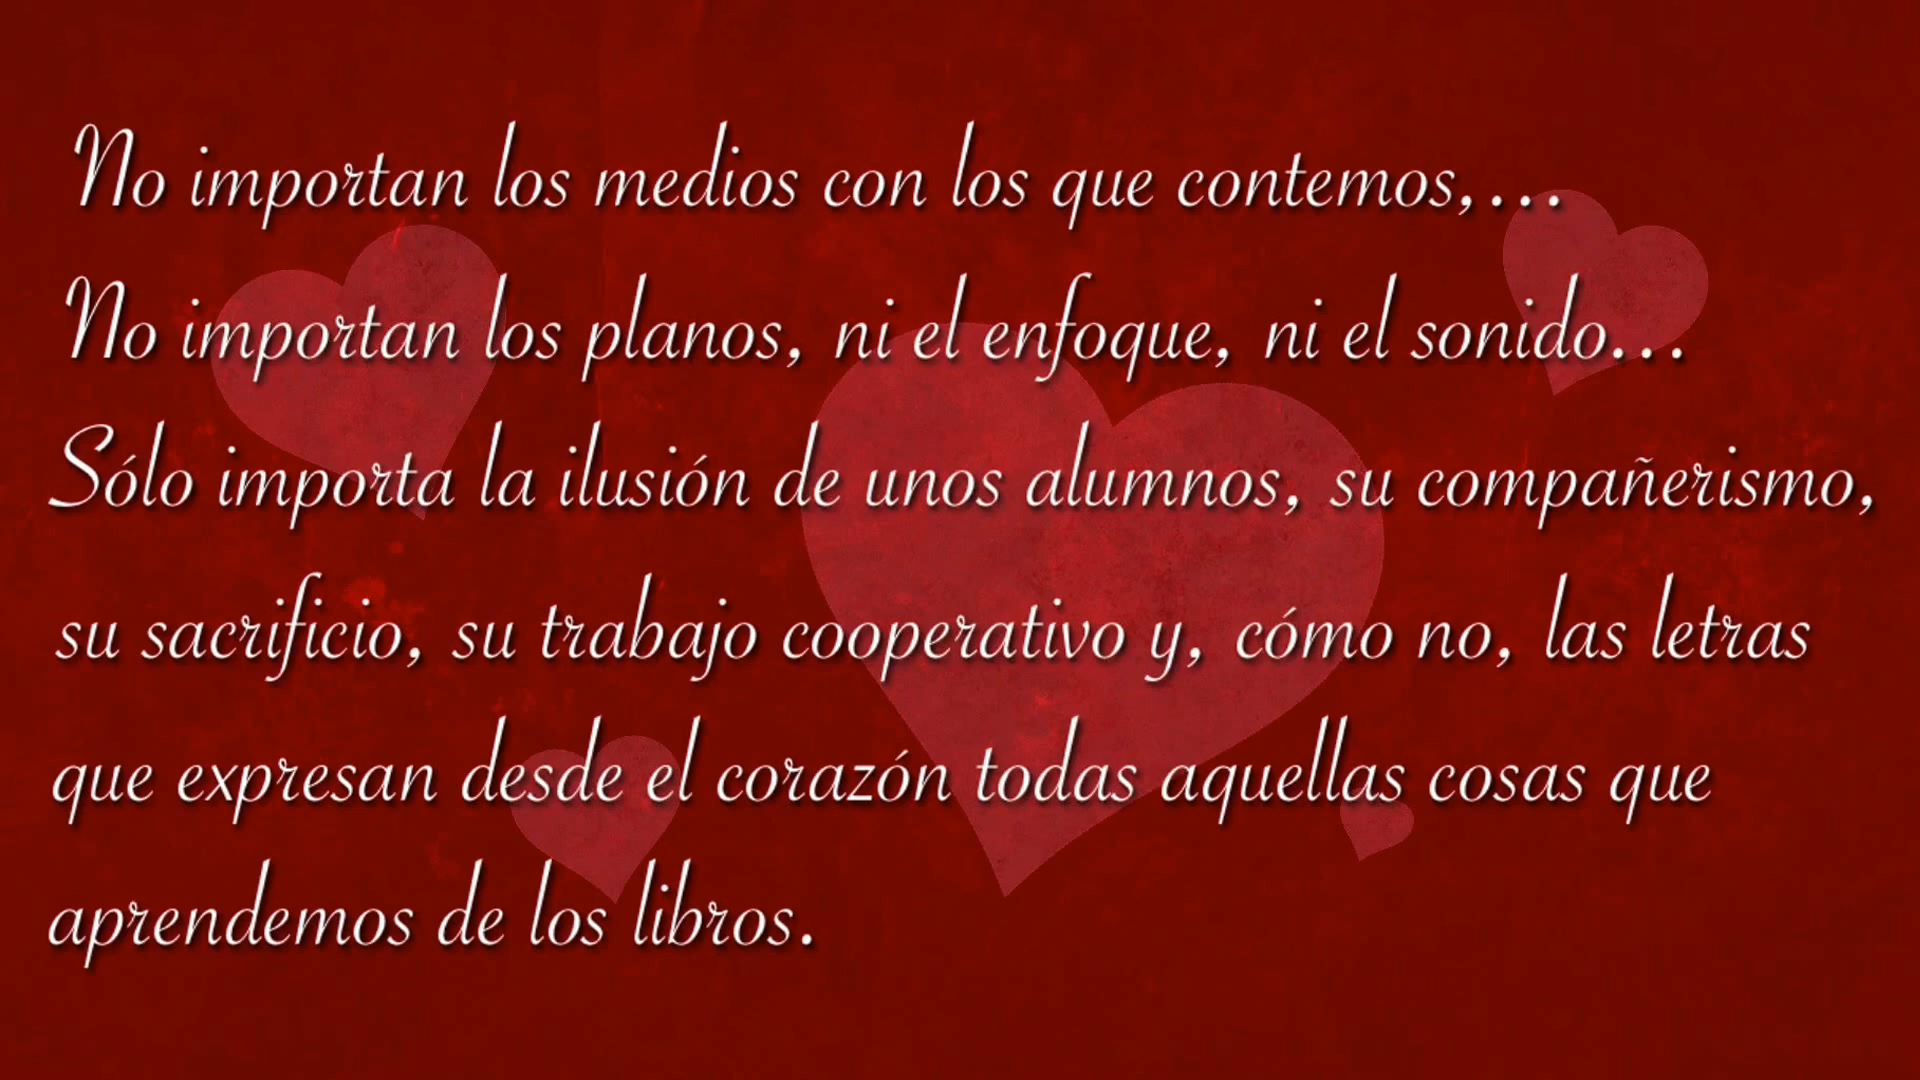 No importan los medios con los que contemos,...
No importan los planos, ni el enfoque, ni el sonido...
Sólo importa la ilusión de unos alumnos, su compañerismo,
su sacrificio, su trabajo cooperativo y, cómo no, las letras
que expresan desde el corazón todas aquellas cosas que
aprendemos de los libros.